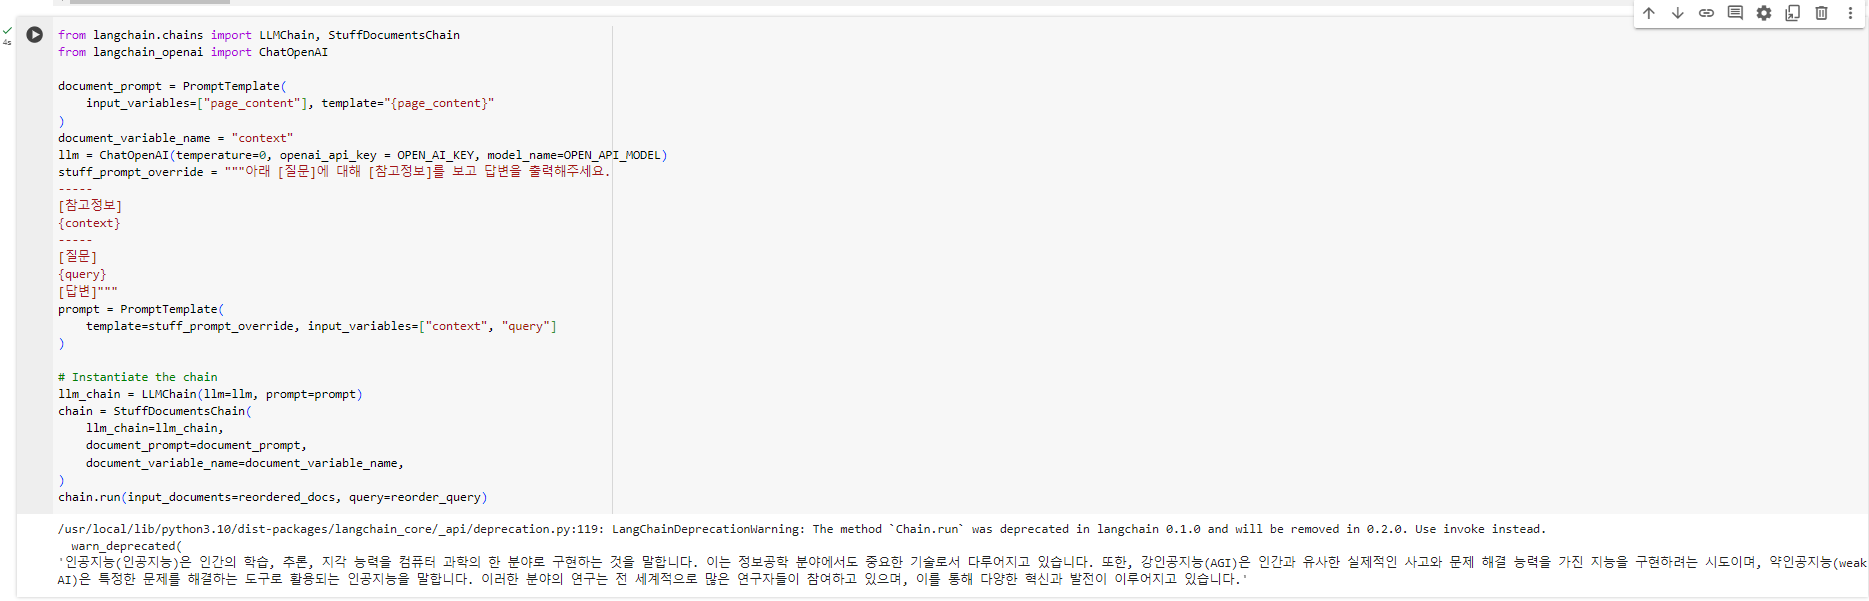 4s
from langchain.chains import LLMChain, StuffDocumentsChain
from langchain_openai import ChatOpenAI
document_prompt = PromptTemplate(
    input_variables=["page_content"], template="{page_content}"
)
document_variable_name = "context"
llm = ChatOpenAI(temperature=0, openai_api_key = OPEN_AI_KEY, model_name=OPEN_API_MODEL)
stuff_prompt_override = """아래 [질문]에 대해 [참고정보]를 보고 답변을 출력해주세요.
-----
[참고정보]
{context}
-----
[질문]
{query}
[답변]"""
prompt = PromptTemplate(
    template=stuff_prompt_override, input_variables=["context", "query"]
)
# Instantiate the chain
llm_chain = LLMChain(llm=llm, prompt=prompt)
chain = StuffDocumentsChain(
    llm_chain=llm_chain,
    document_prompt=document_prompt,
    document_variable_name=document_variable_name,
)
chain.run(input_documents=reordered_docs, query=reorder_query)
/usr/local/lib/python3.10/dist-packages/langchain_core/_api/deprecation.py:119: LangChainDeprecationWarning: The method `Chain.run` was deprecated in langchain 0.1.0 and will be removed in 0.2.0. Use invoke instead.
  warn_deprecated(
'인공지능(인공지능)은 인간의 학습, 추론, 지각 능력을 컴퓨터 과학의 한 분야로 구현하는 것을 말합니다. 이는 정보공학 분야에서도 중요한 기술로서 다루어지고 있습니다. 또한, 강인공지능(AGI)은 인간과 유사한 실제적인 사고와 문제 해결 능력을 가진 지능을 구현하려는 시도이며, 약인공지능(weak
AI)은 특정한 문제를 해결하는 도구로 활용되는 인공지능을 말합니다. 이러한 분야의 연구는 전 세계적으로 많은 연구자들이 참여하고 있으며, 이를 통해 다양한 혁신과 발전이 이루어지고 있습니다.'